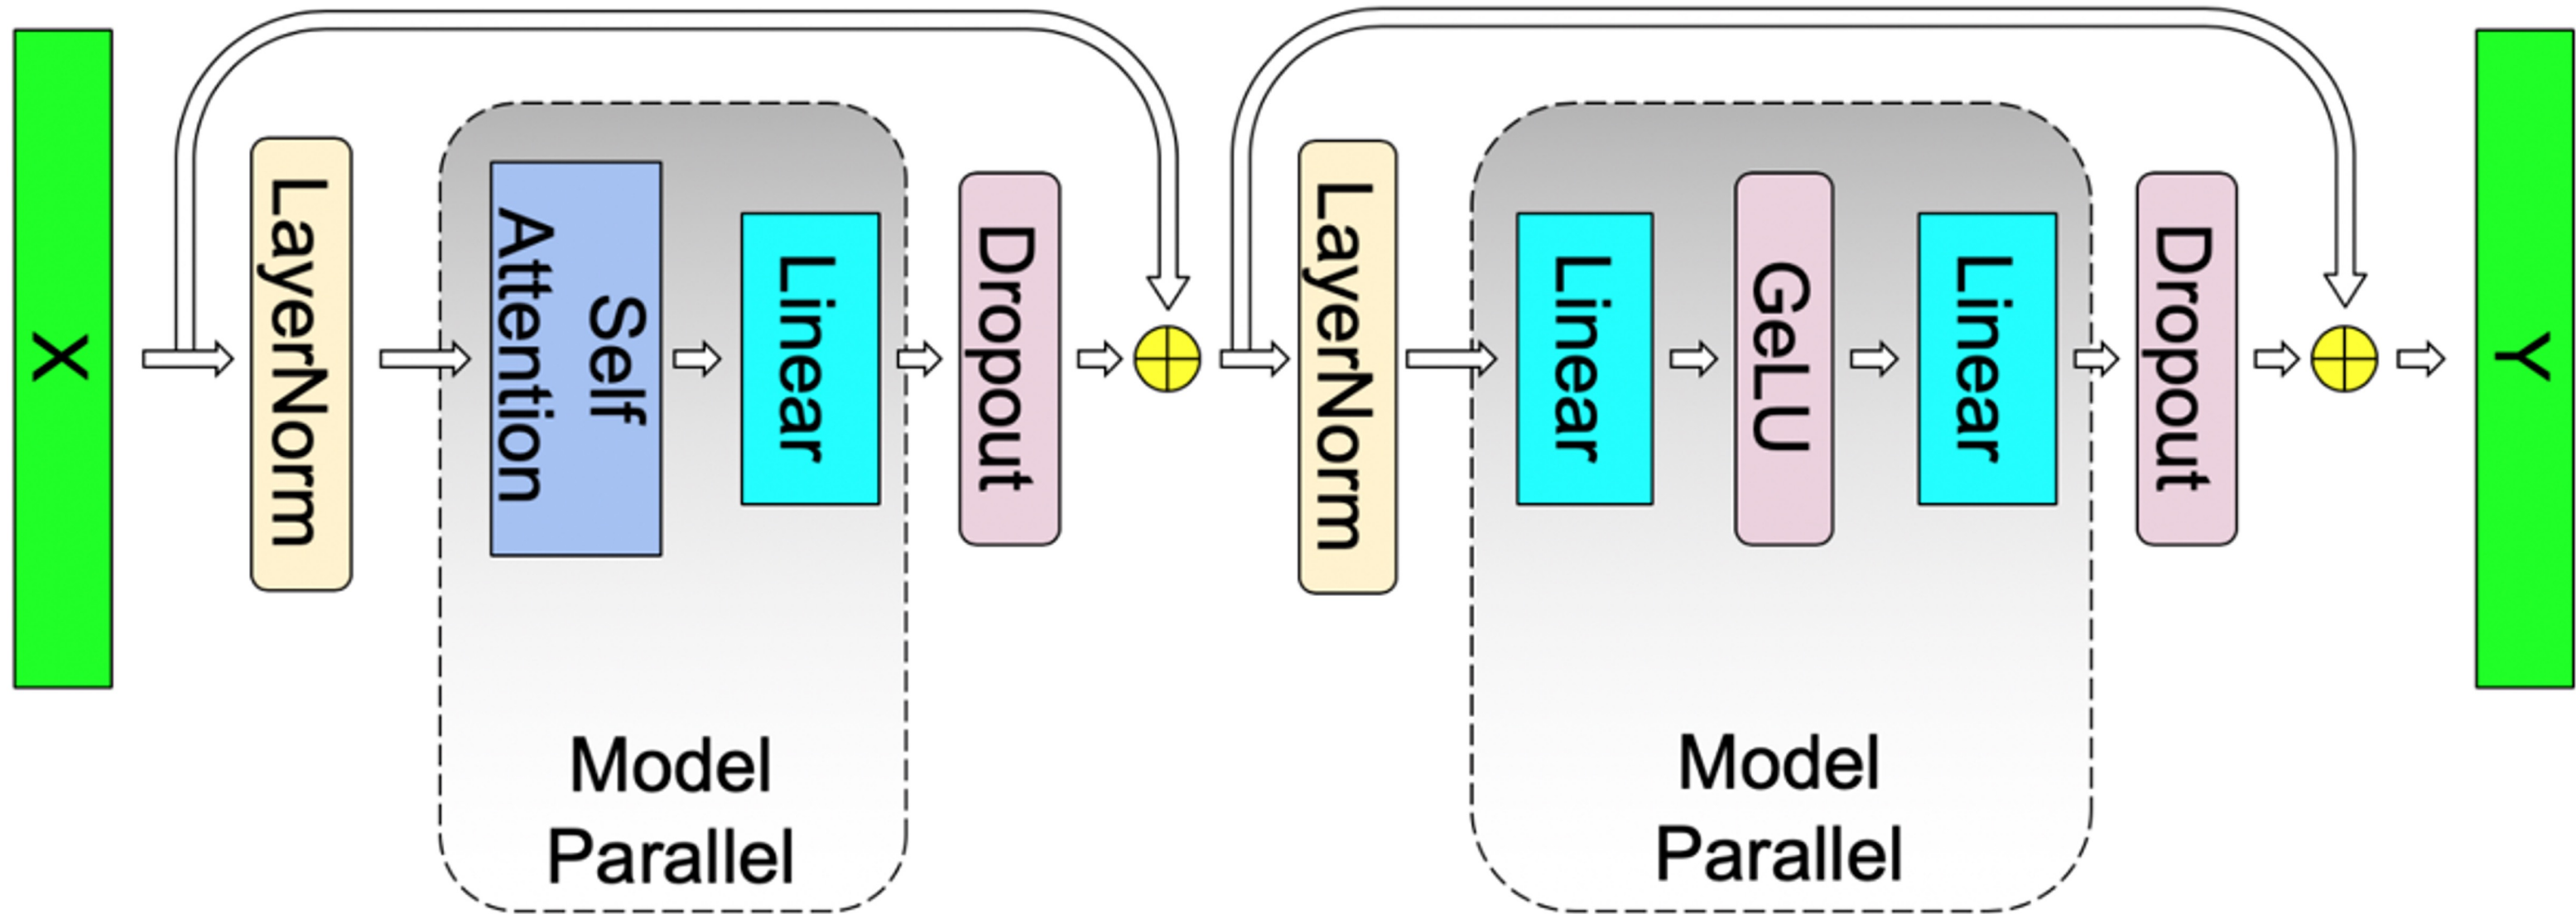 X
LayerNorm
Self
Attention
Linear
Model
Parallel
Dropout
LayerNorm
Linear
GeLU
Linear
Model
Parallel
Dropout
Y